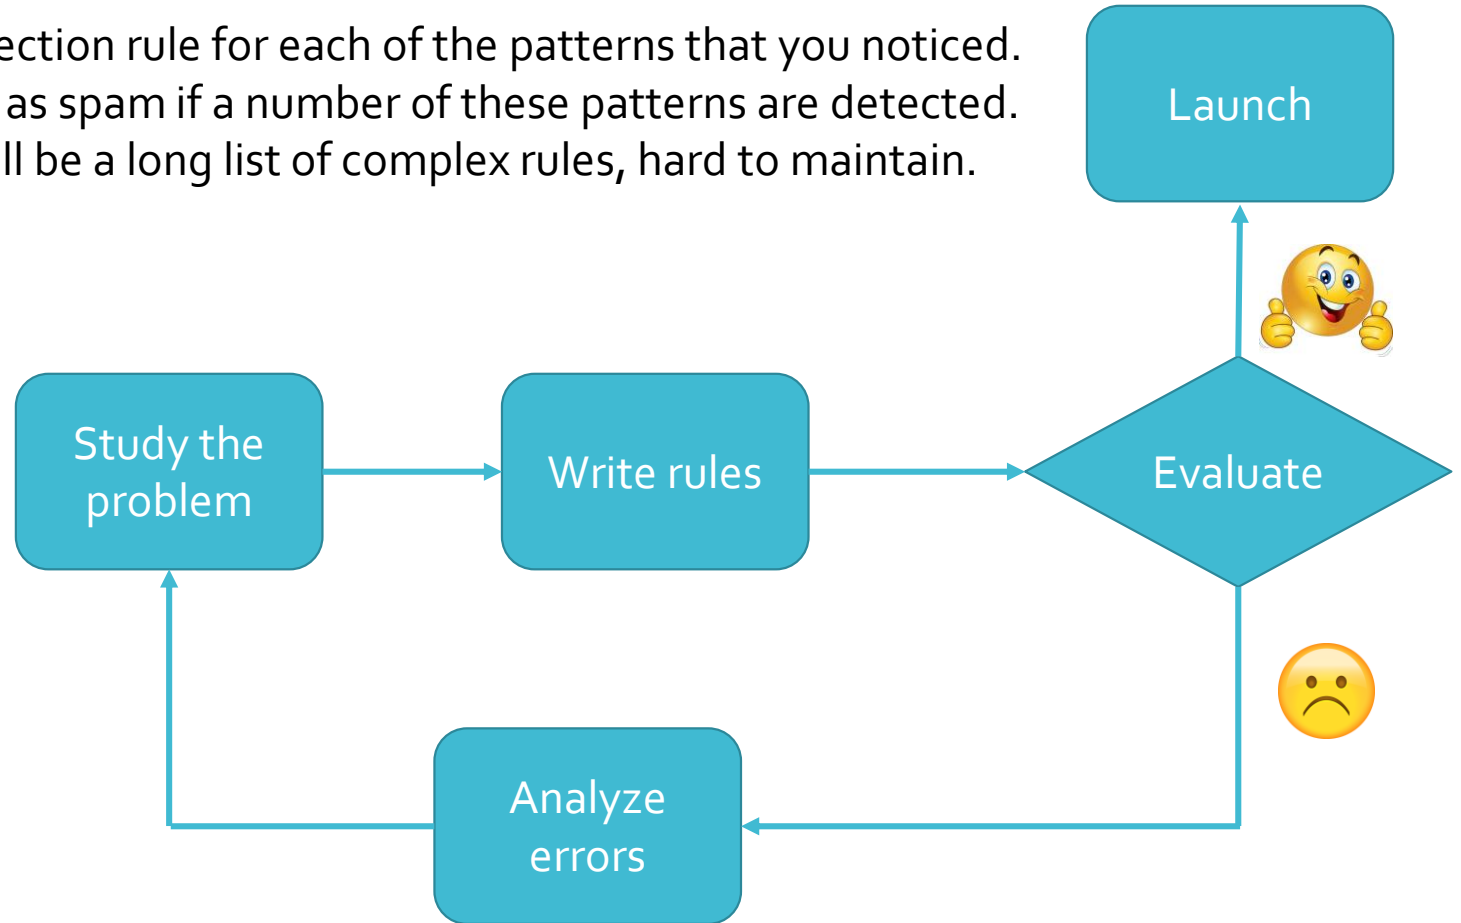 ection rule for each of the patterns that you noticed.
as spam if a number of these patterns are detected.
ll be a long list of complex rules, hard to maintain.
Launch
Study the
problem
Write rules
Evaluate
Analyze
errors